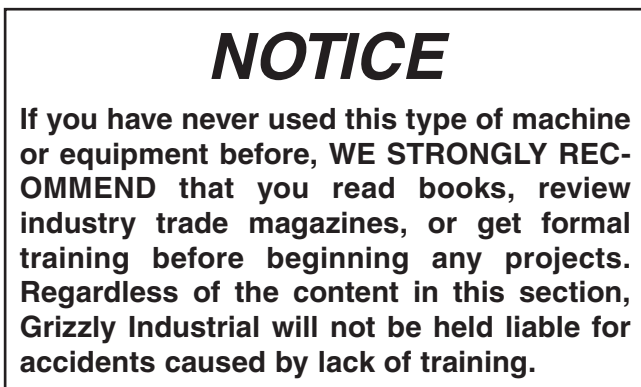 NOTICE
If you have never used this type of machine
or equipment before, WE STRONGLY REC-
OMMEND that you read books, review
industry trade magazines, or get formal
training before beginning any projects.
Regardless of the content in this section,
Grizzly Industrial will not be held liable for
accidents caused by lack of training.